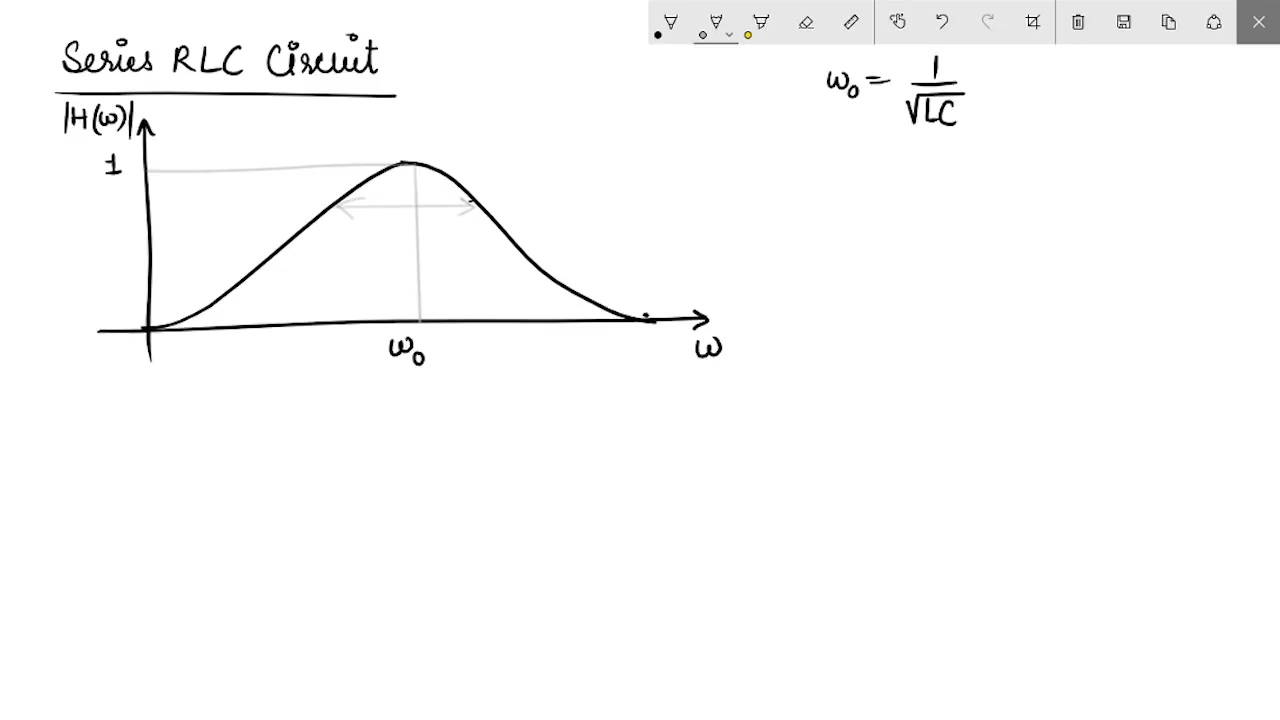 Series RLC Circuit
|H(ω)|
1
ω₀
ω
ω₀ = 1/√LC